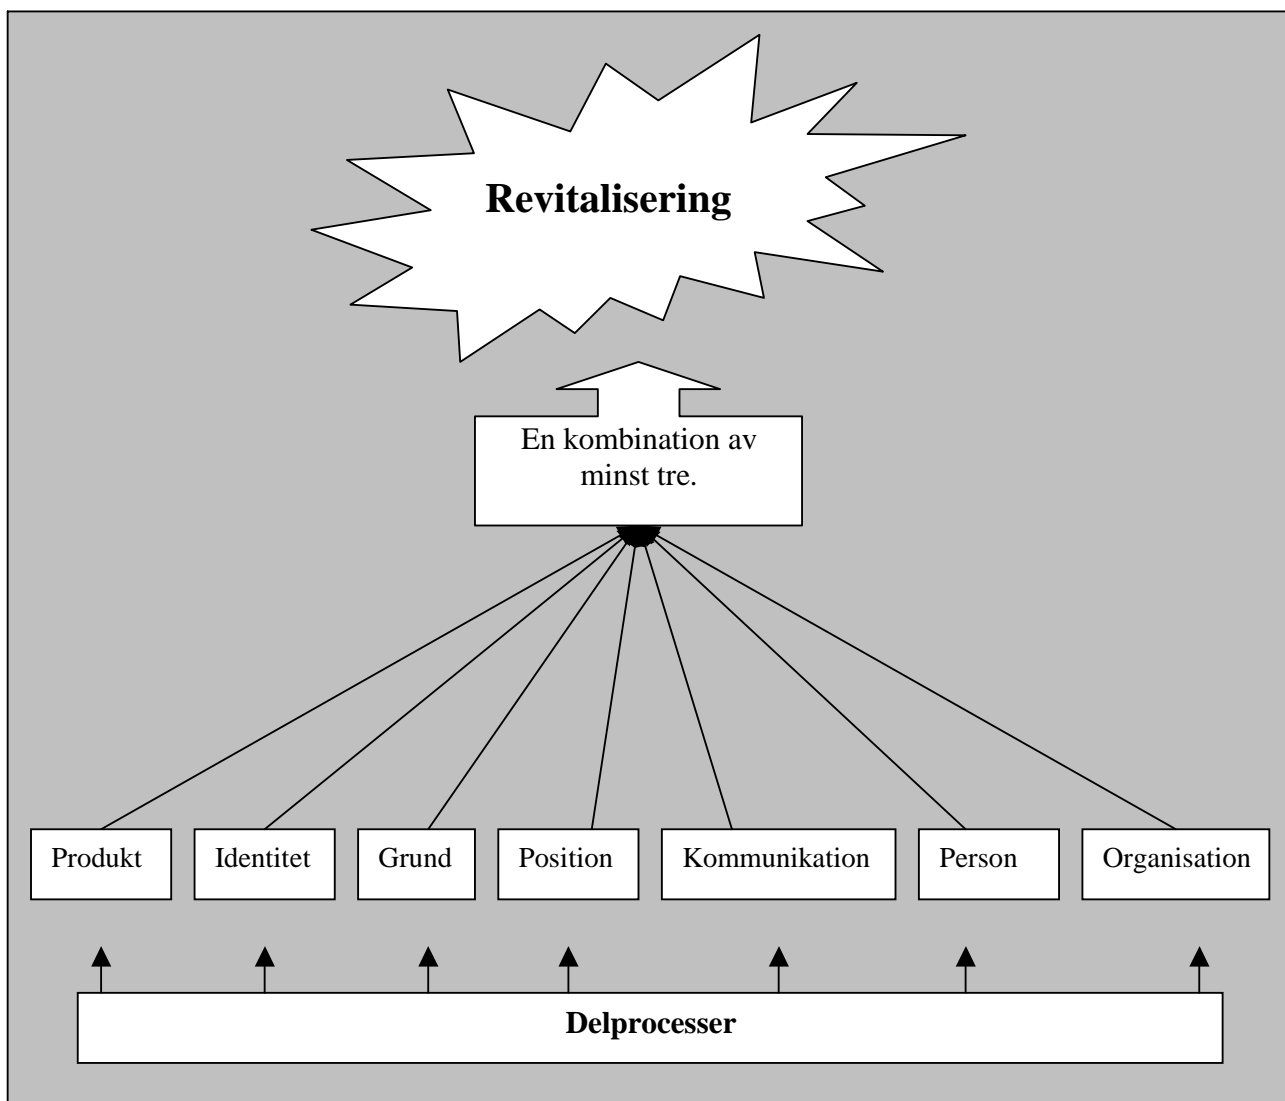 Revitalisering
En kombination av
minst tre.
Produkt
Identitet
Grund
Position
Kommunikation
Person
Organisation
Delprocesser